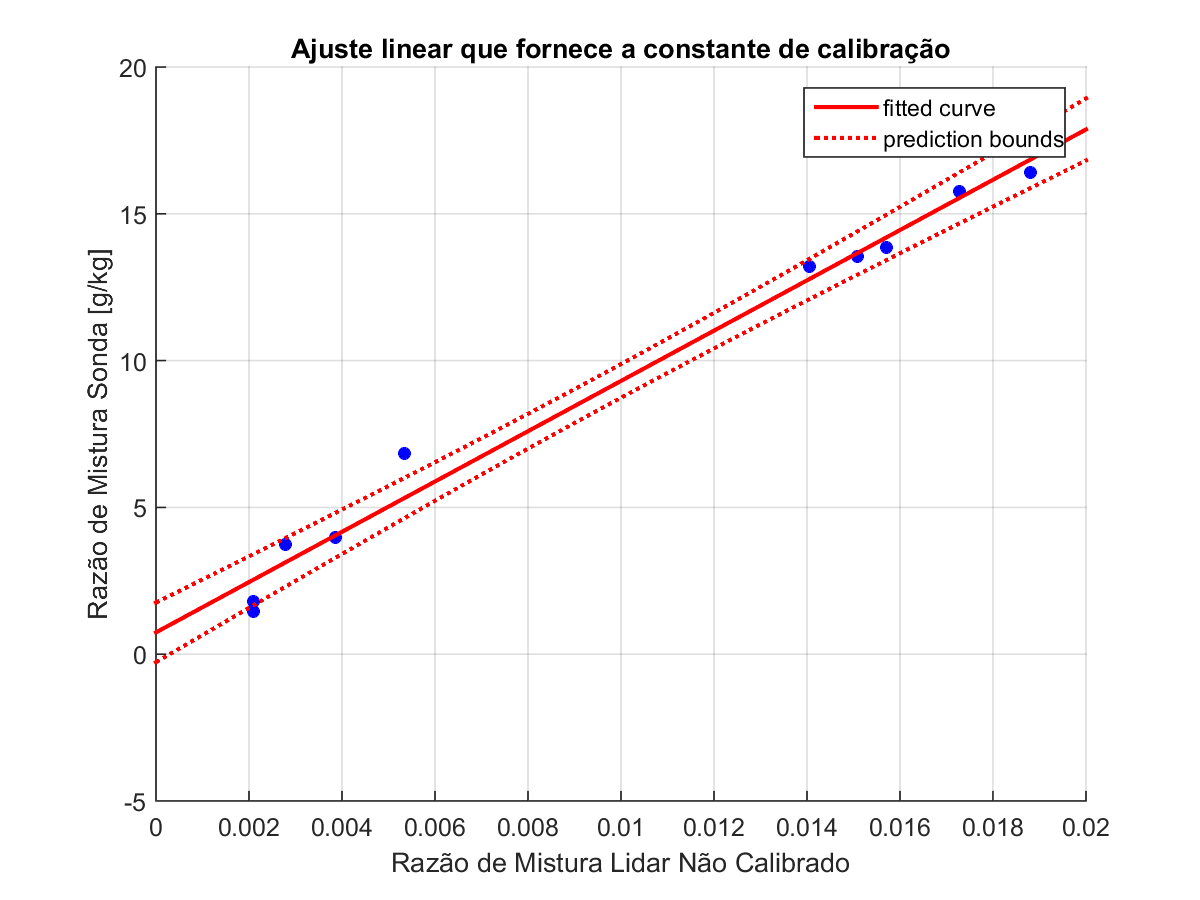 Ajuste linear que fornece a constante de calibração
fitted curve
prediction bounds
20
15
10
5
0
-5
Razão de Mistura Sonda [g/kg]
0 0.002 0.004 0.006 0.008 0.01 0.012 0.014 0.016 0.018 0.02
Razão de Mistura Lidar Não Calibrado